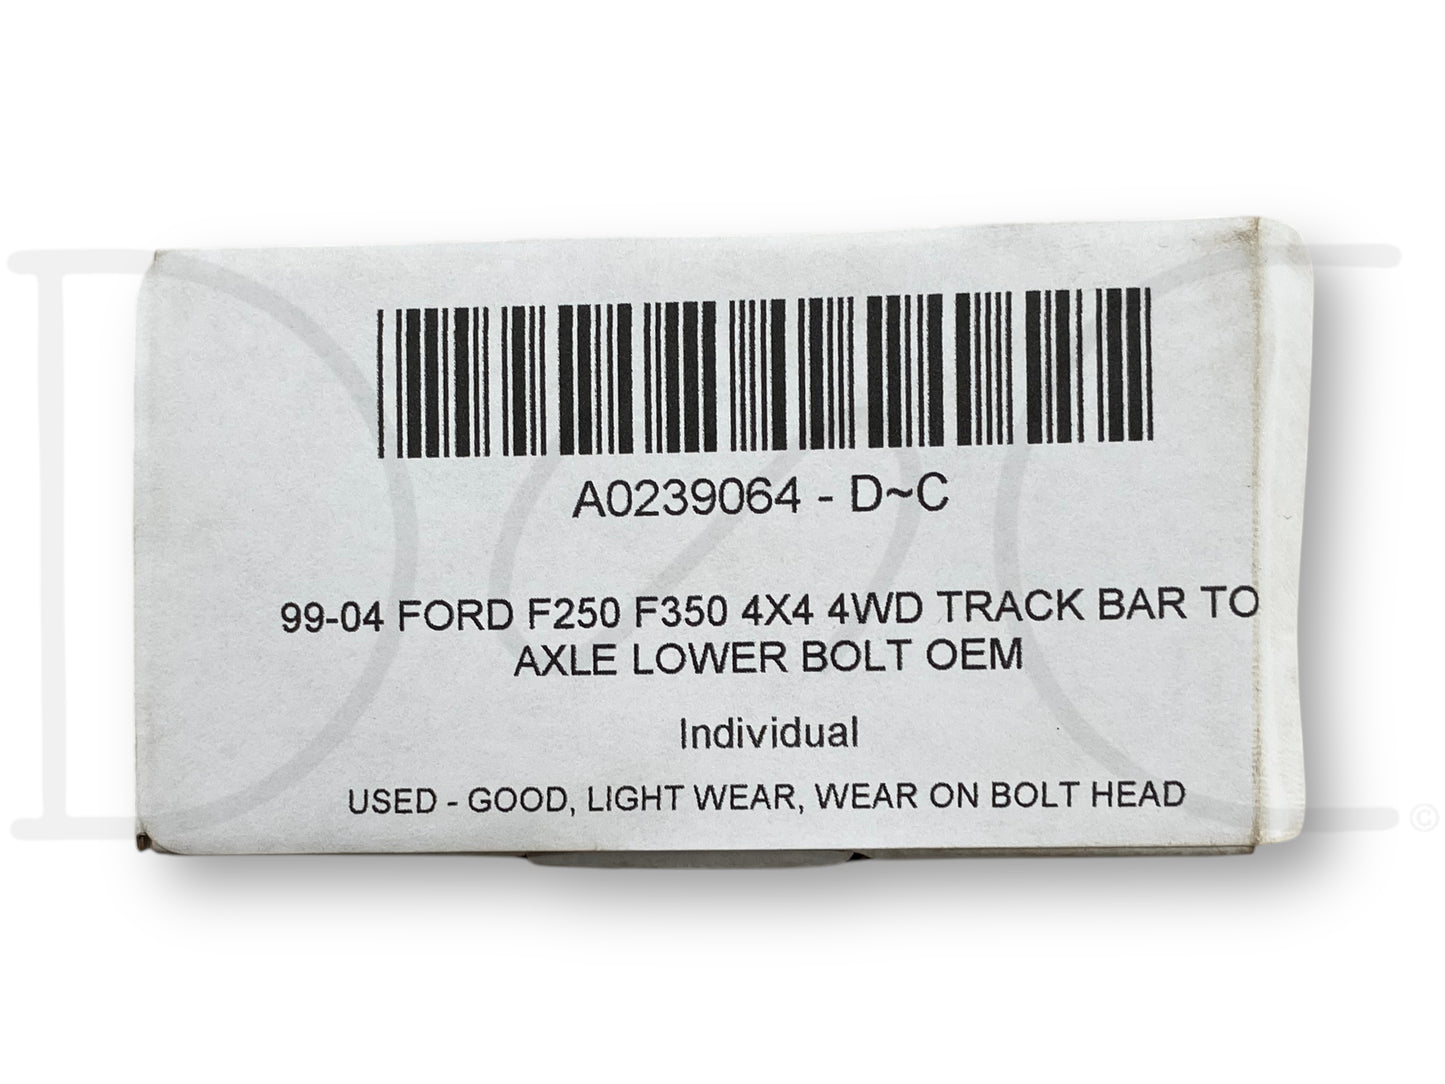 A0239064 - D~C
99-04 FORD F250 F350 4X4 4WD TRACK BAR TO
AXLE LOWER BOLT OEM
Individual
USED - GOOD, LIGHT WEAR, WEAR ON BOLT HEAD
©